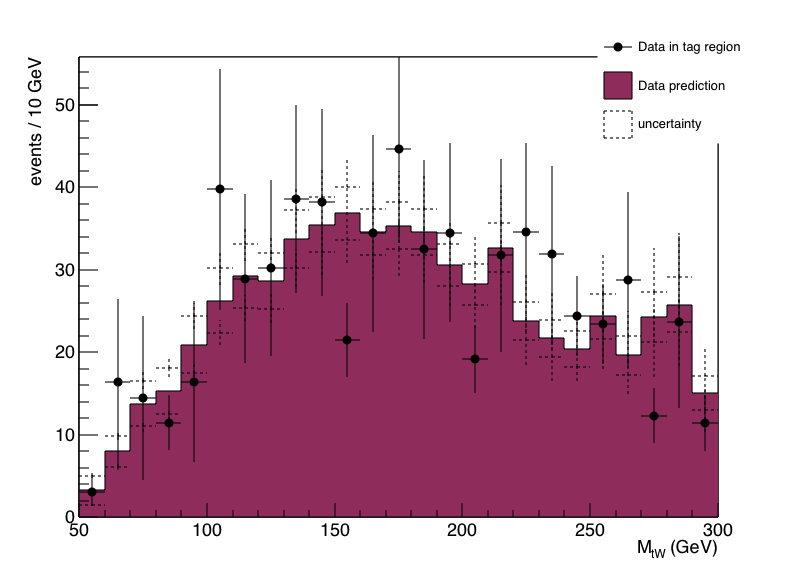 Data in tag region
Data prediction
uncertainty
events / 10 GeV
50
40
30
20
10
0
50 100 150 200 250 300
M_tW (GeV)